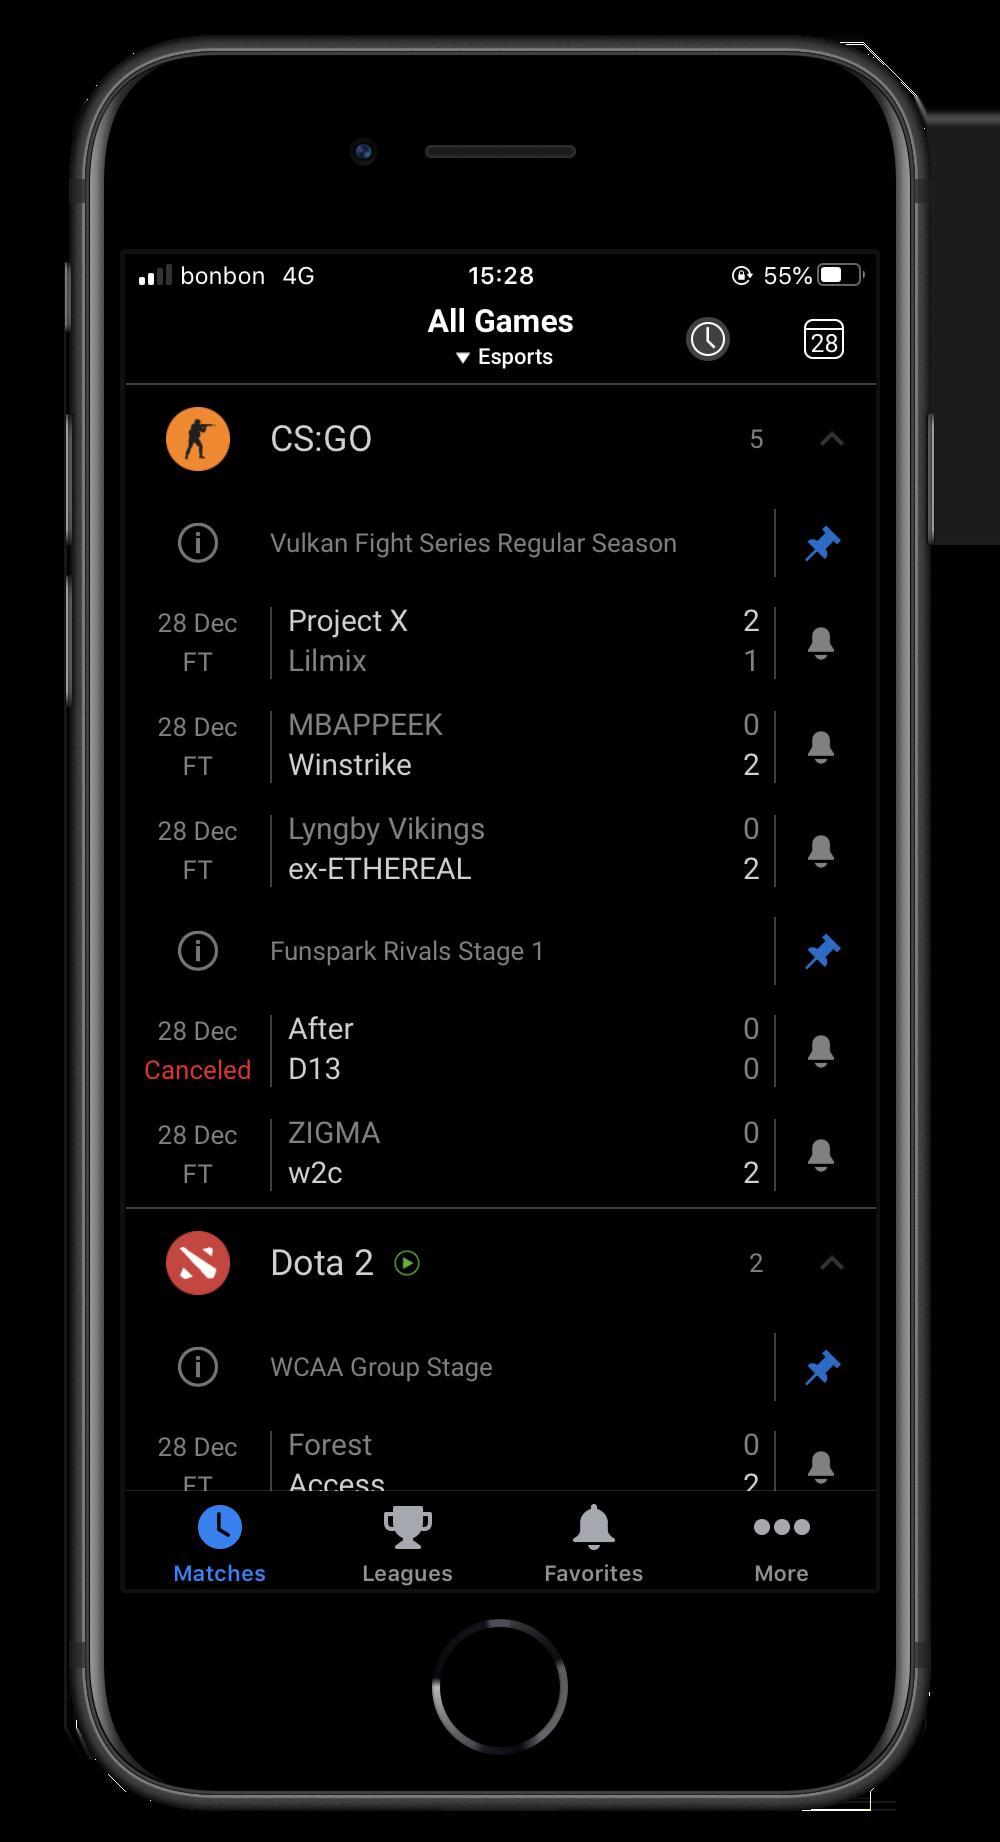 bonbon 4G 15:28 55%
All Games
▼ Esports
28
CS:GO 5
Vulkan Fight Series Regular Season
28 Dec Project X 2
FT Lilmix 1
28 Dec MBAPPEEK 0
FT Winstrike 2
28 Dec Lyngby Vikings 0
FT ex-ETHEREAL 2
Funspark Rivals Stage 1
28 Dec After 0
Canceled D13 0
28 Dec ZIGMA 0
FT w2c 2
Dota 2 2
WCAA Group Stage
28 Dec Forest 0
FT Access 2
Matches Leagues Favorites More